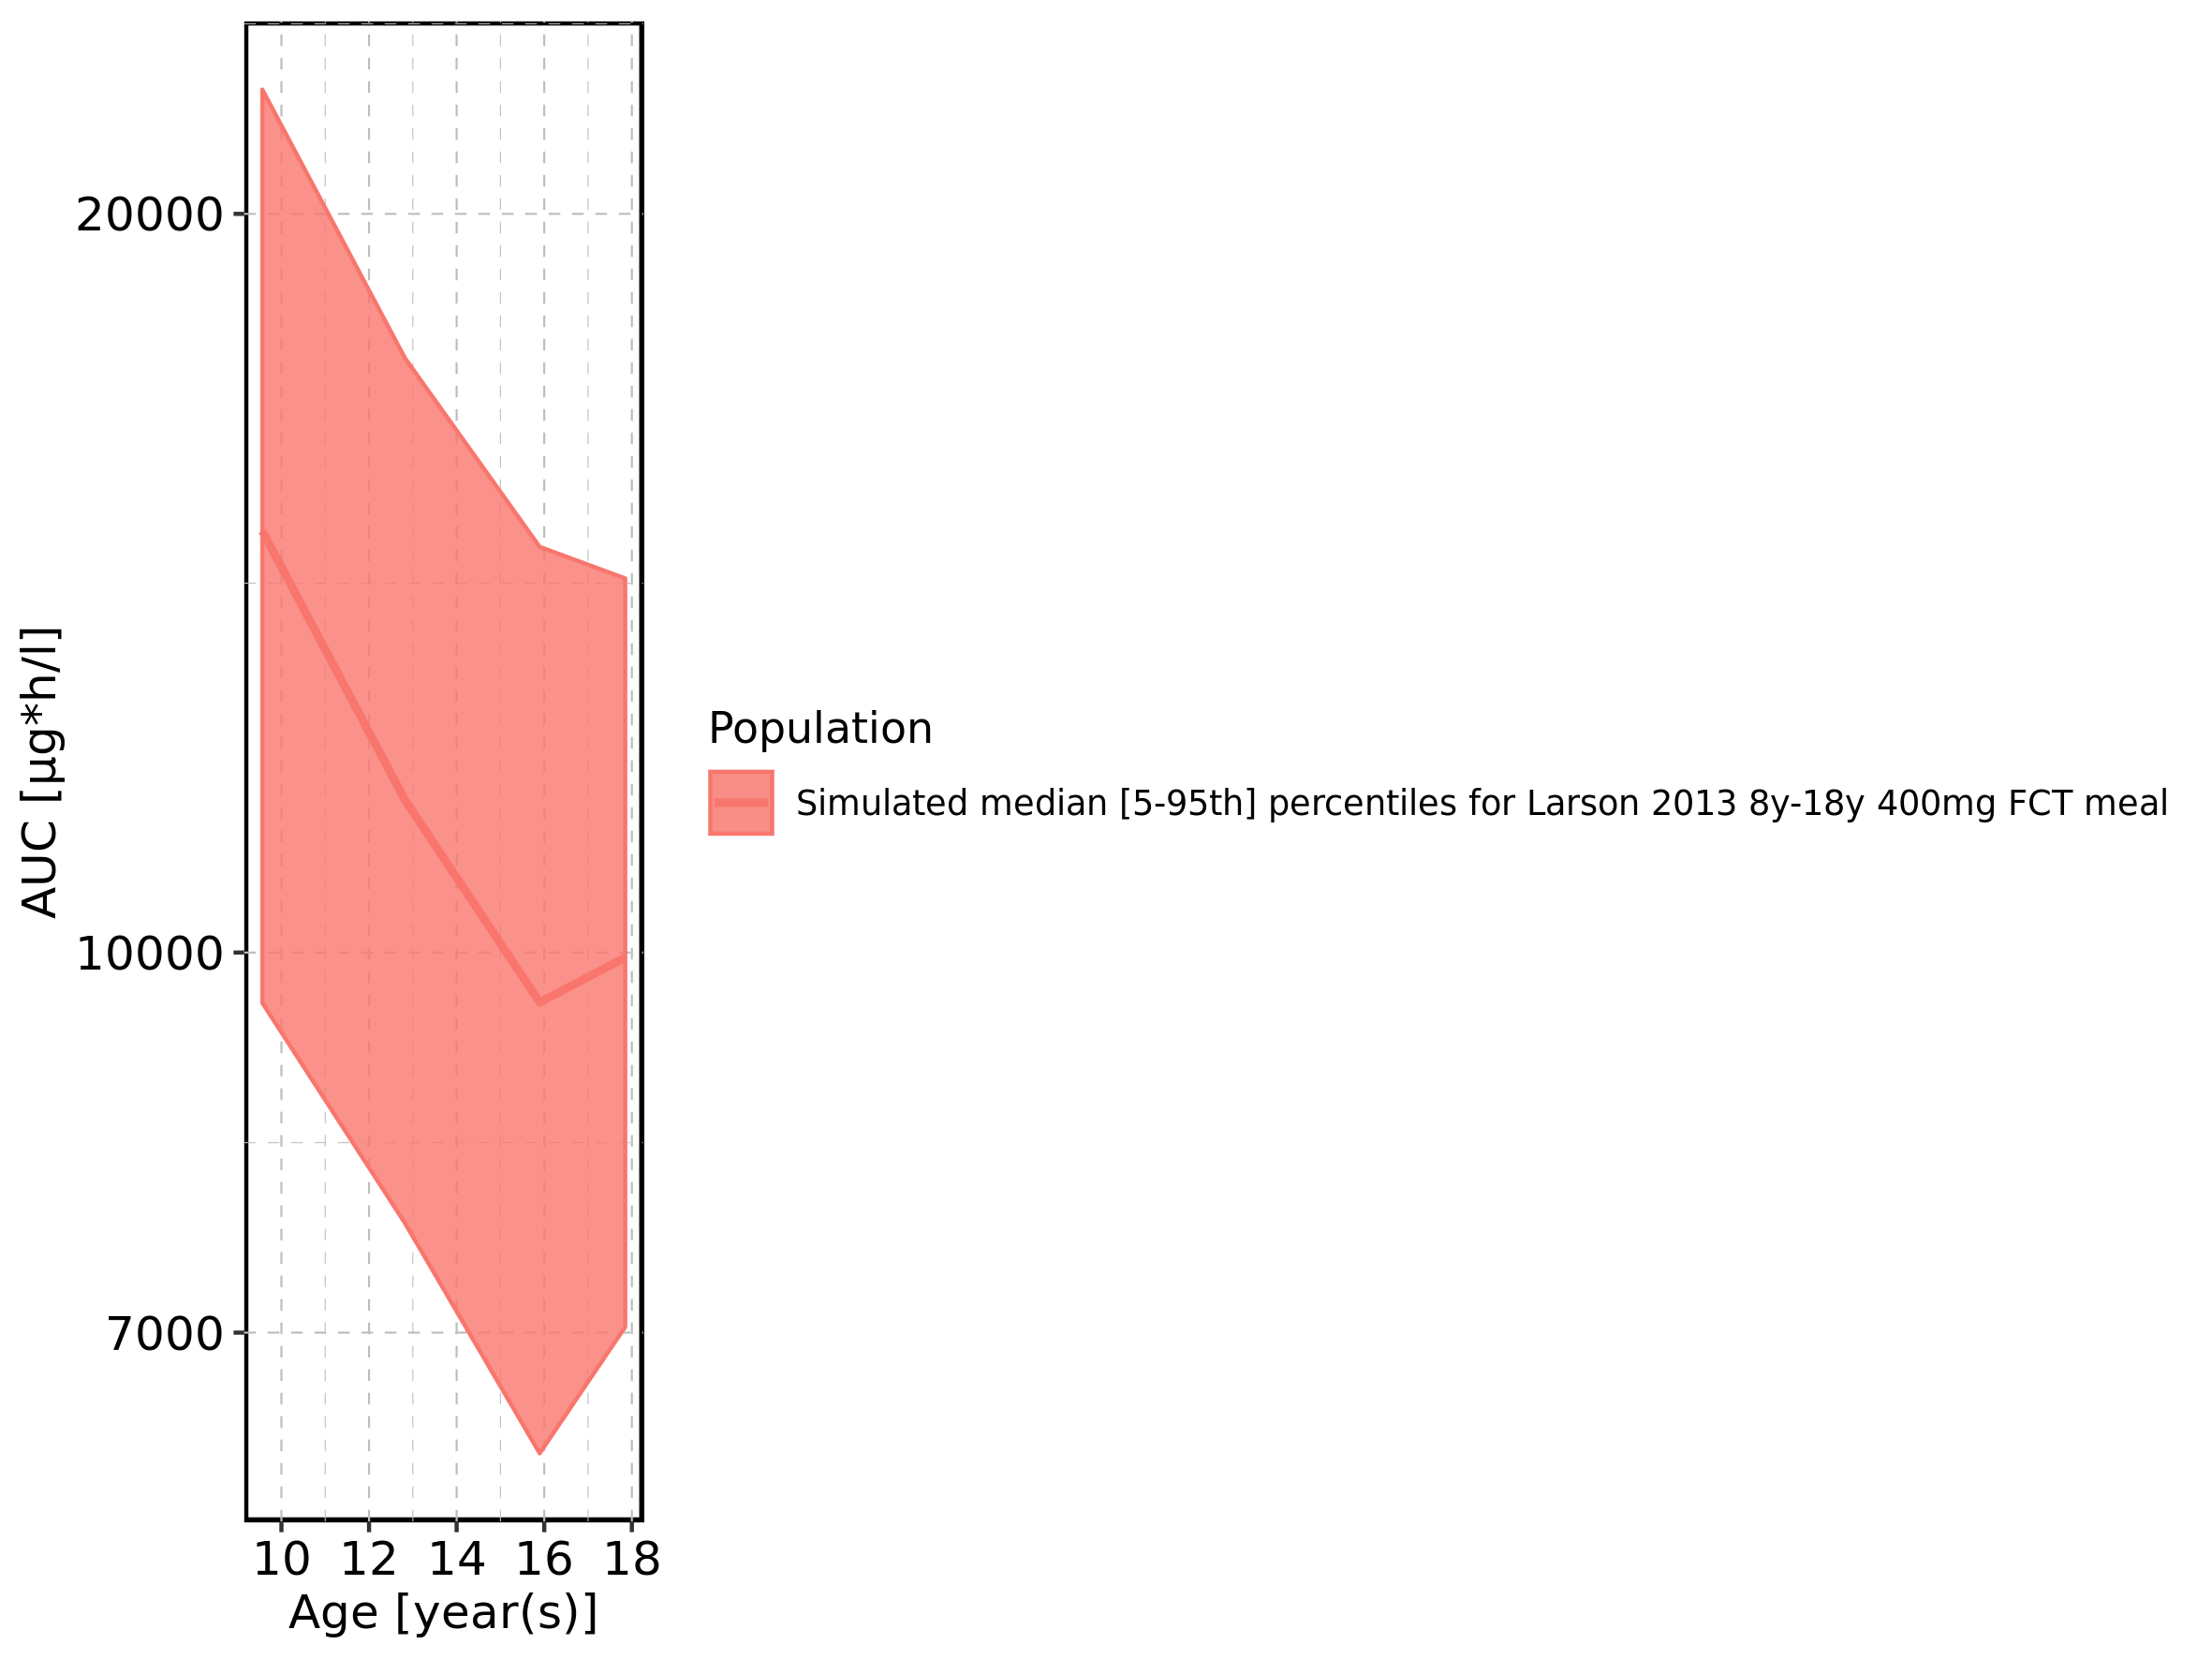 20000
10000
7000
AUC [µg*h/l]
10 12 14 16 18
Age [year(s)]
Population
Simulated median [5-95th] percentiles for Larson 2013 8y-18y 400mg FCT meal